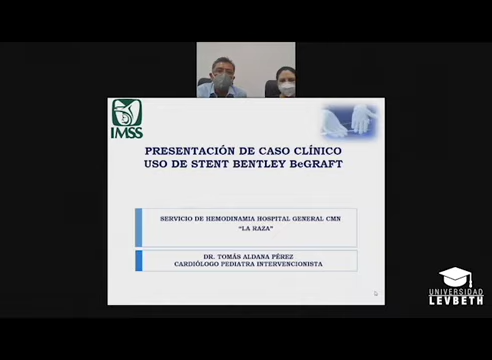 IMSS
PRESENTACIÓN DE CASO CLÍNICO
USO DE STENT BENTLEY BeGRAFT
SERVICIO DE HEMODINAMIA HOSPITAL GENERAL CMN
"LA RAZA"
DR. TOMÁS ALDANA PÉREZ
CARDIÓLOGO PEDIATRA INTERVENCIONISTA
UNIVERSIDAD
LEVBETH